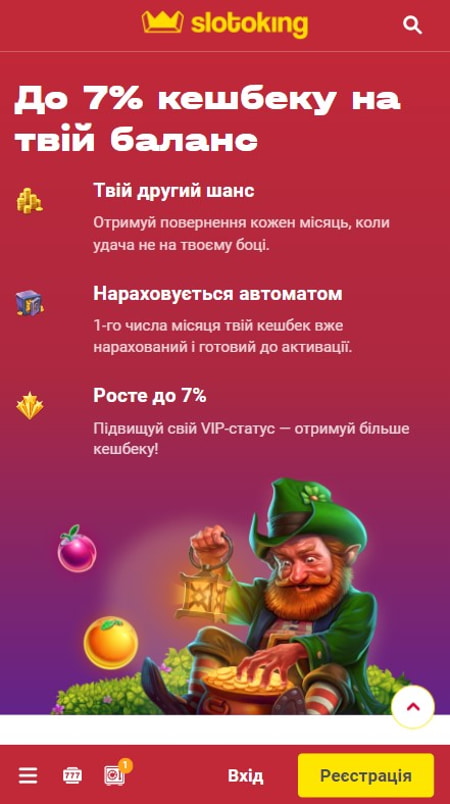 slotoking
До 7% кешбеку на
твій баланс
Твій другий шанс
Отримуй повернення кожен місяць, коли
удача не на твоєму боці.
Нараховується автоматом
1-го числа місяця твій кешбек вже
нарахований і готовий до активації.
Росте до 7%
Підвищуй свій VIP-статус — отримуй більше
кешбеку!
777
1
Вхід
Реєстрація